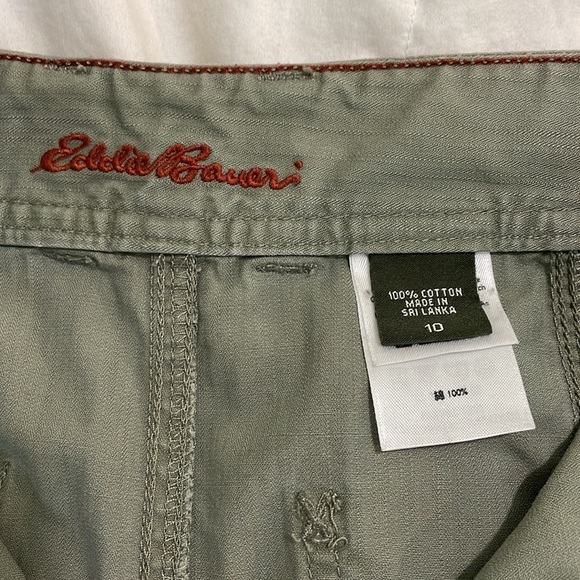 Eddie Bauer
100% COTTON
MADE IN
SRI LANKA
10
綿 100%